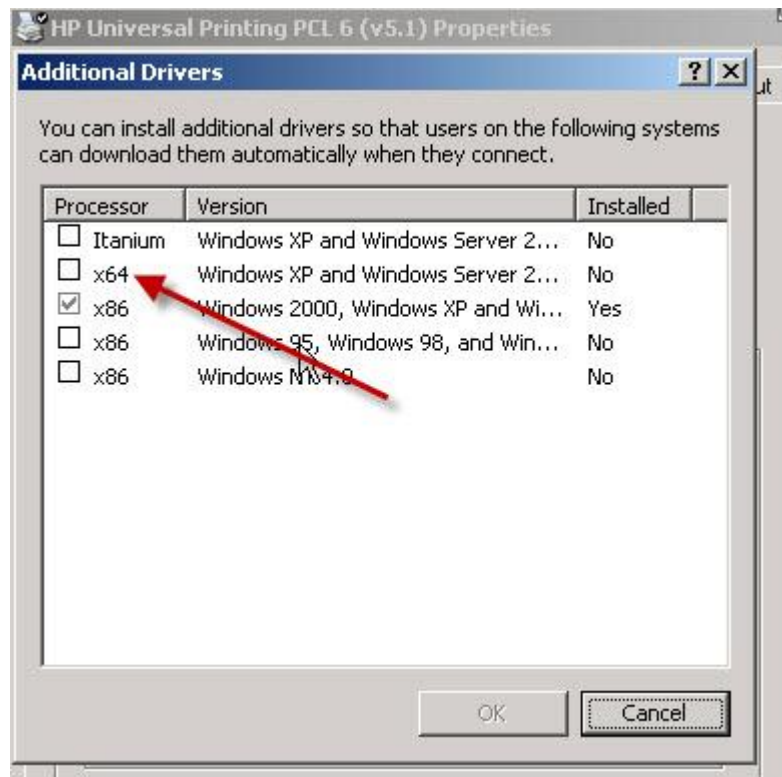 HP Universal Printing PCL 6 (v5.1) Properties
Additional Drivers
ut
You can install additional drivers so that users on the following systems
can download them automatically when they connect.
Processor Version Installed
Itanium Windows XP and Windows Server 2... No
x64 Windows XP and Windows Server 2... No
x86 Windows 2000, Windows XP and Wi... Yes
x86 Windows 95, Windows 98, and Win... No
x86 Windows NT 4.0 No
OK Cancel